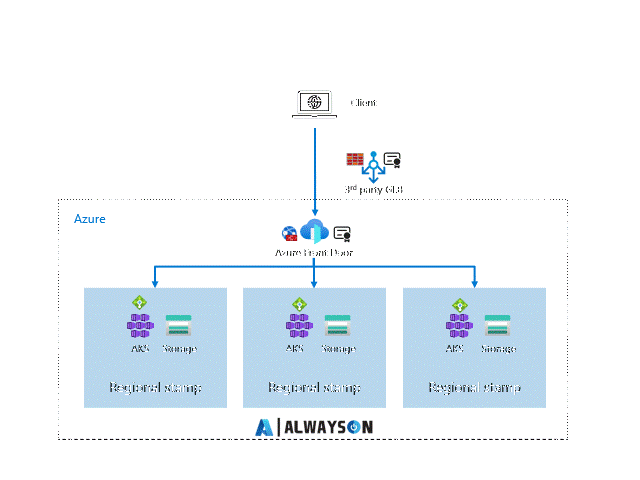 Client
3rd party GLB
Azure
Azure Front Door
AKS Storage
AKS Storage
AKS Storage
Regional stamp
Regional stamp
Regional stamp
A | ALWAYSON